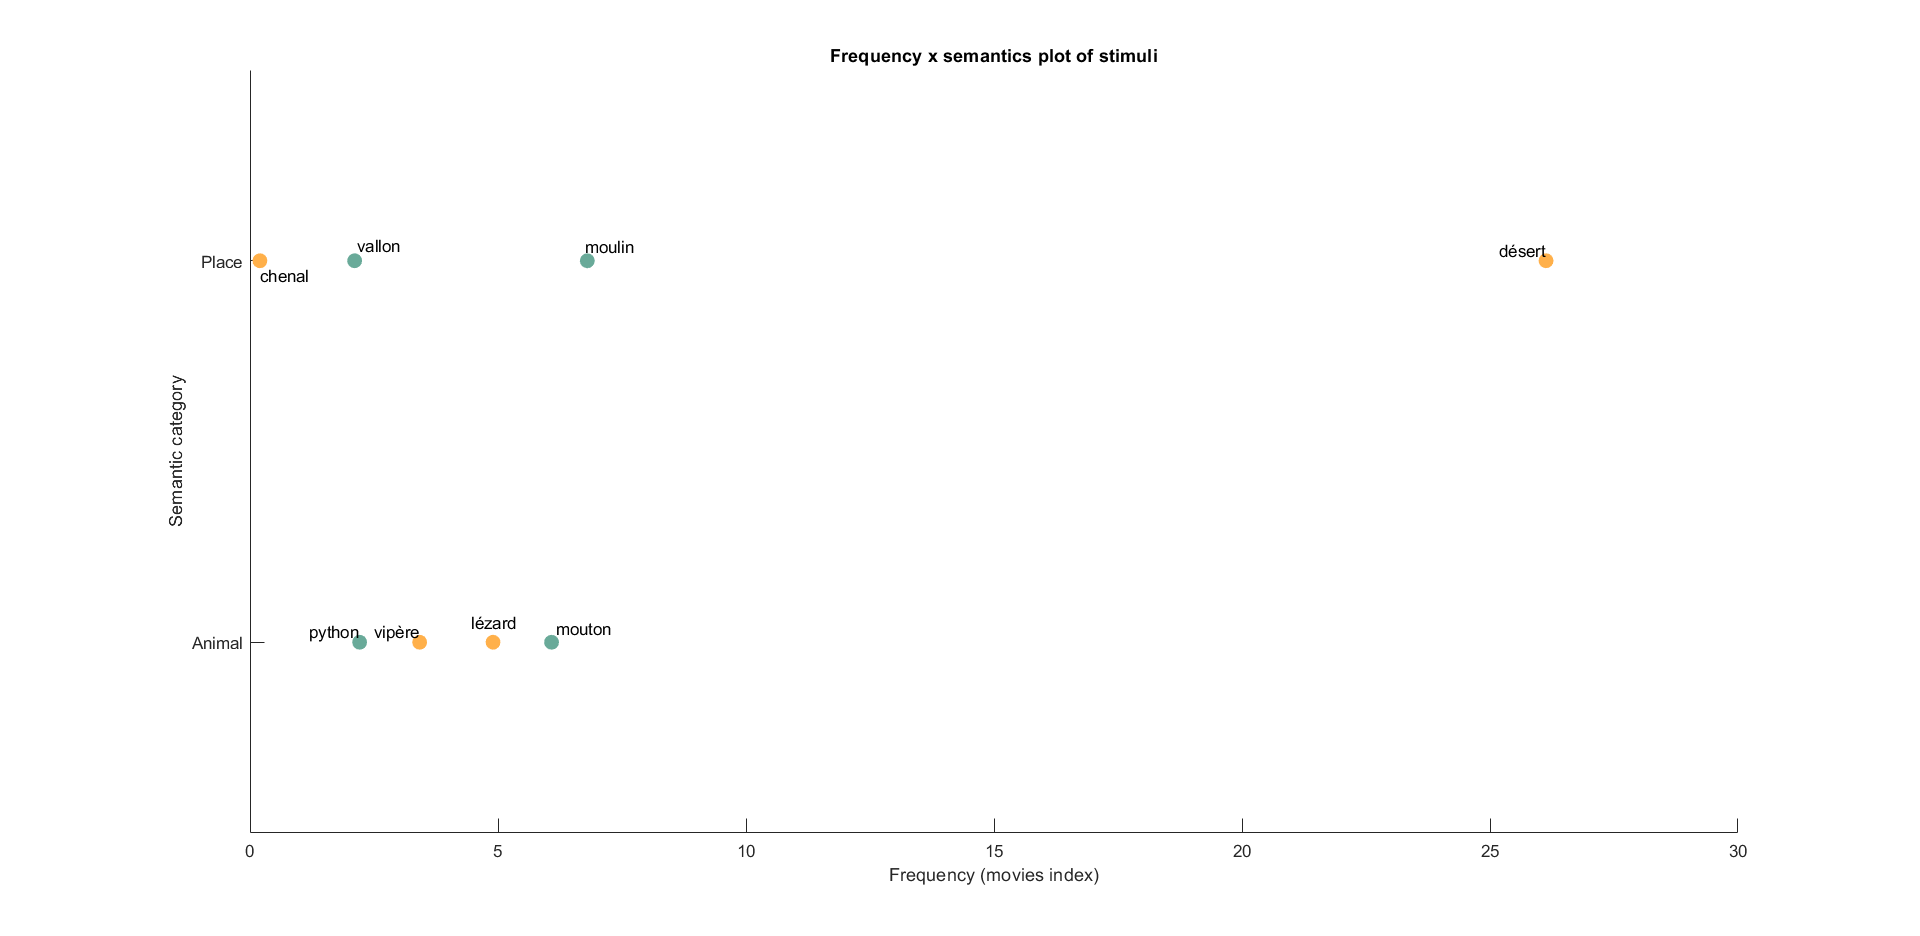 Frequency x semantics plot of stimuli
vallon
moulin
désert
Place
chenal
Semantic category
lézard
python
vipère
mouton
Animal
0
5
10
15
20
25
30
Frequency (movies index)